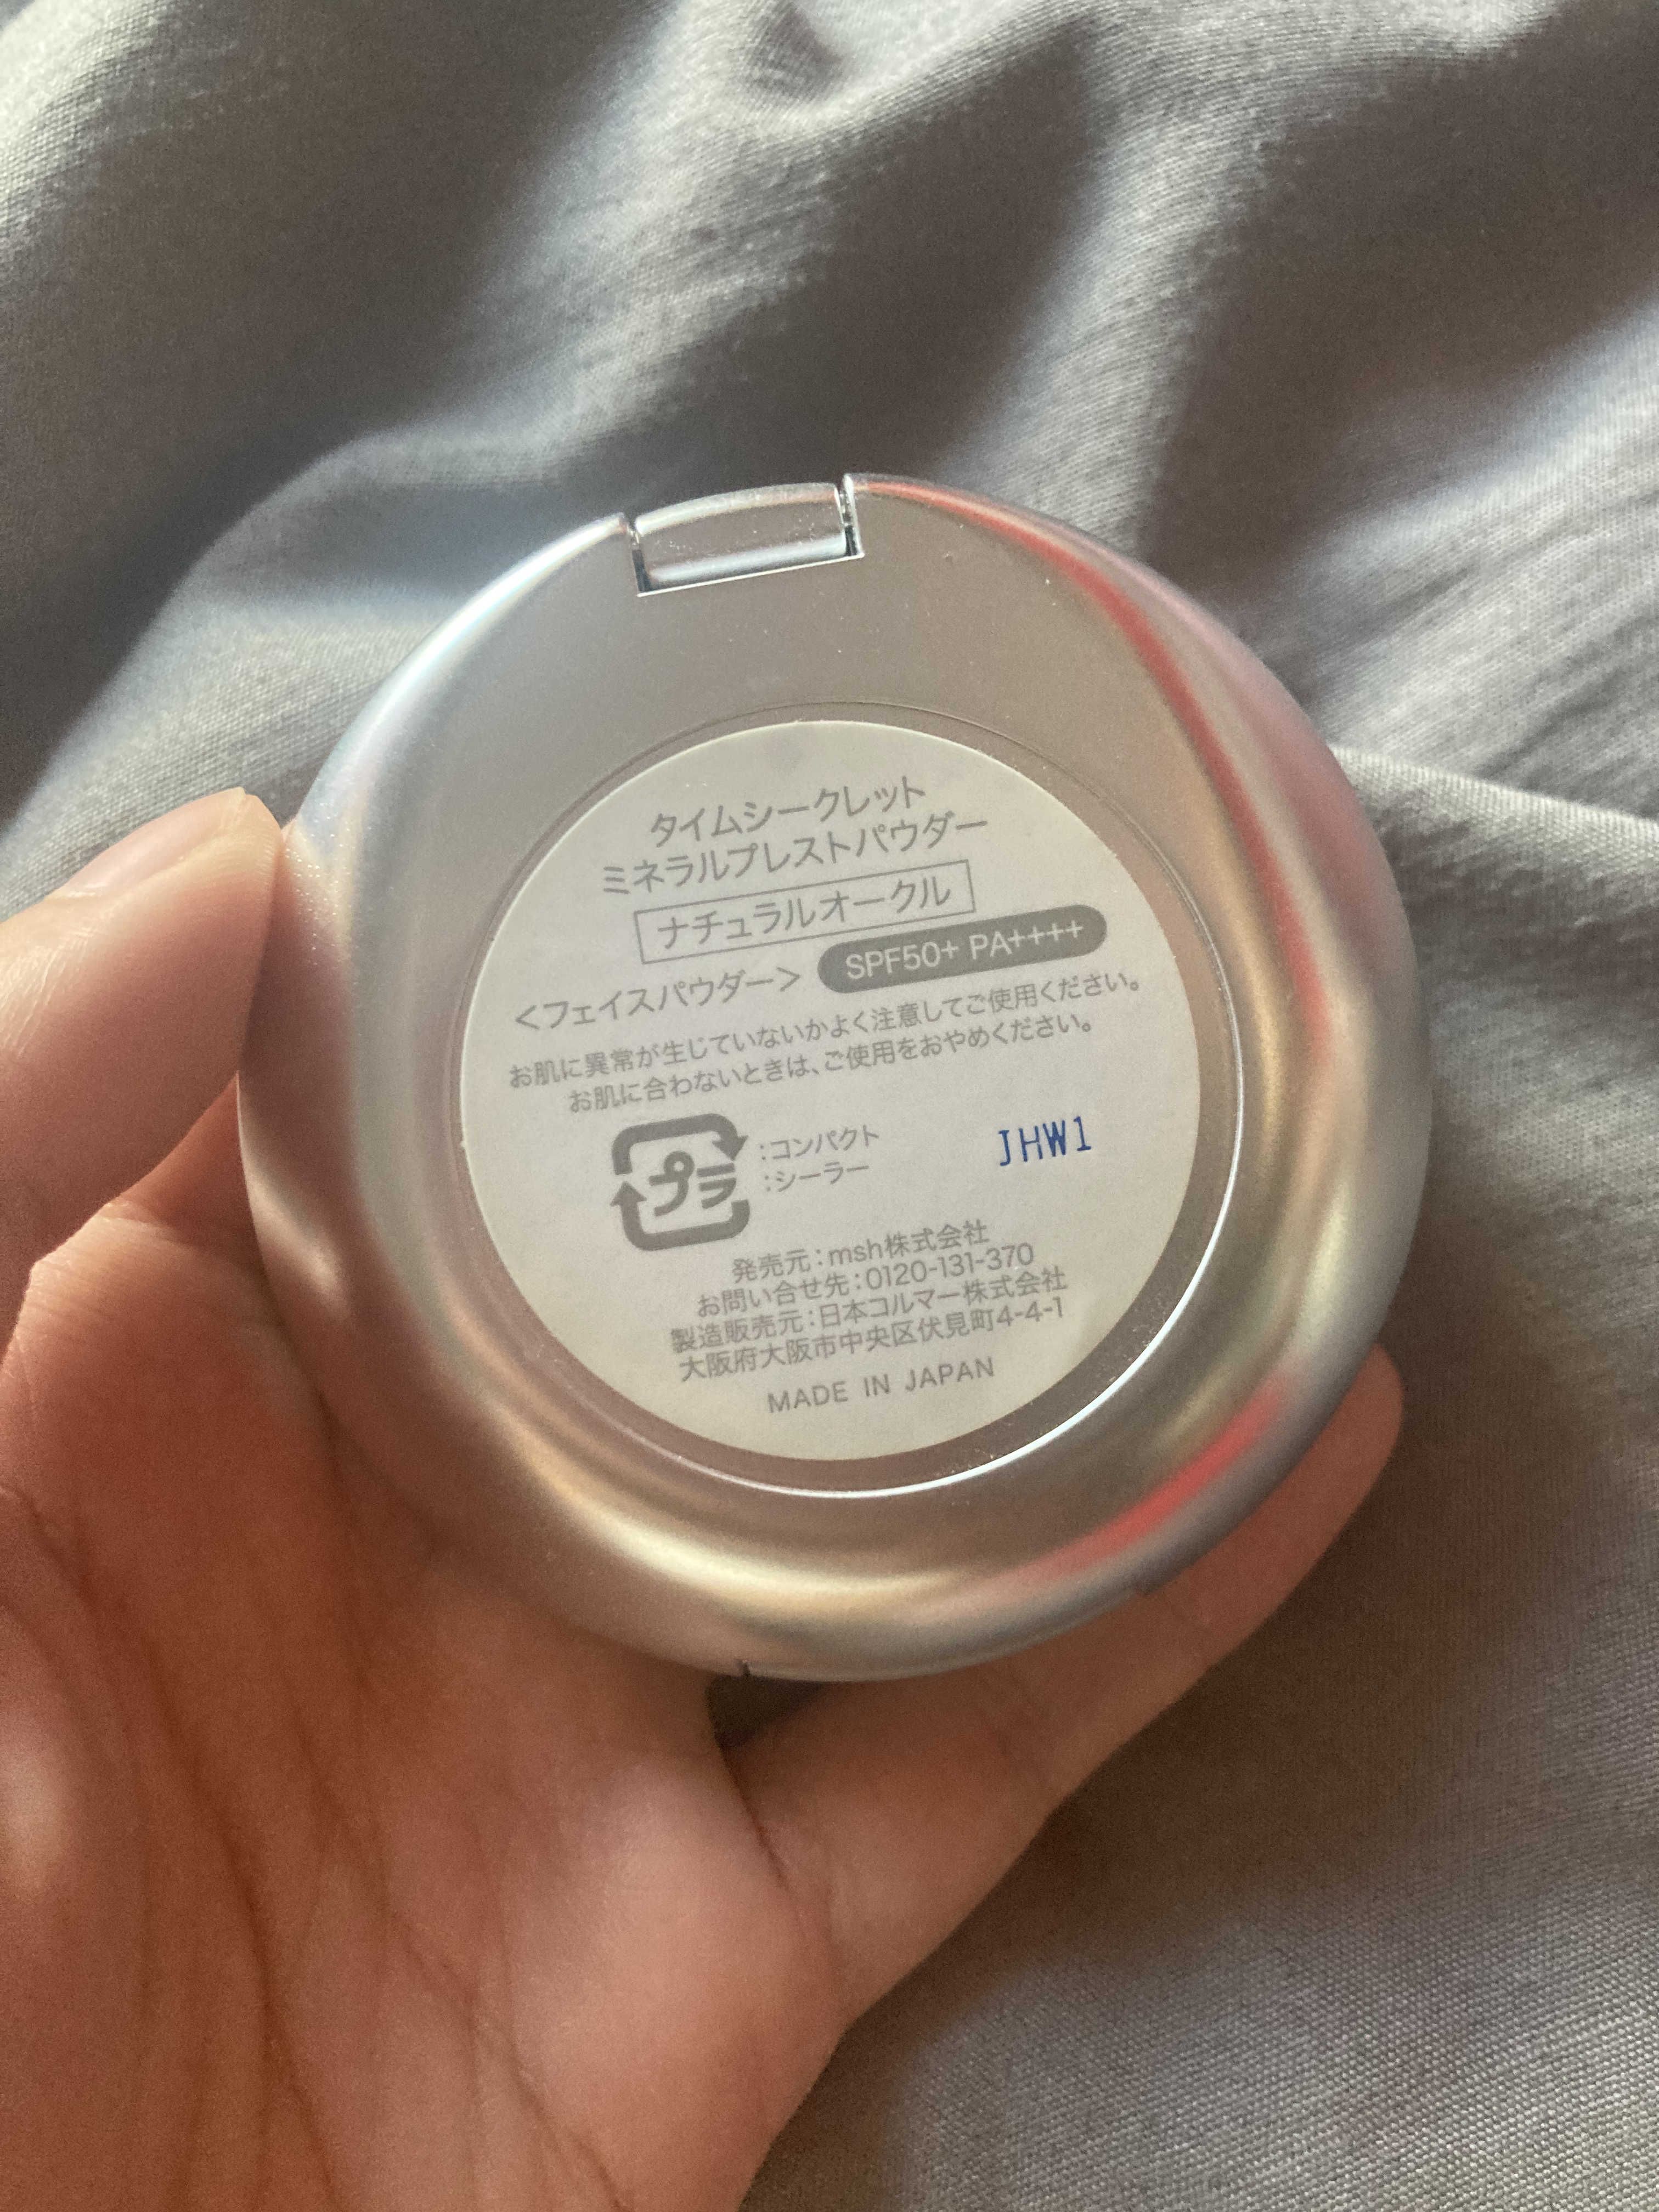 タイムシークレット
ミネラルプレストパウダー
ナチュラルオークル
<フェイスパウダー> SPF50+ PA++++
お肌に異常が生じていないかよく注意してご使用ください。
お肌に合わないときは、ご使用をおやめください。
プラ
:コンパクト
:シーラー
JHW1
発売元:msh株式会社
お問い合せ先:0120-131-370
製造販売元:日本コルマー株式会社
大阪府大阪市中央区伏見町4-4-1
MADE IN JAPAN